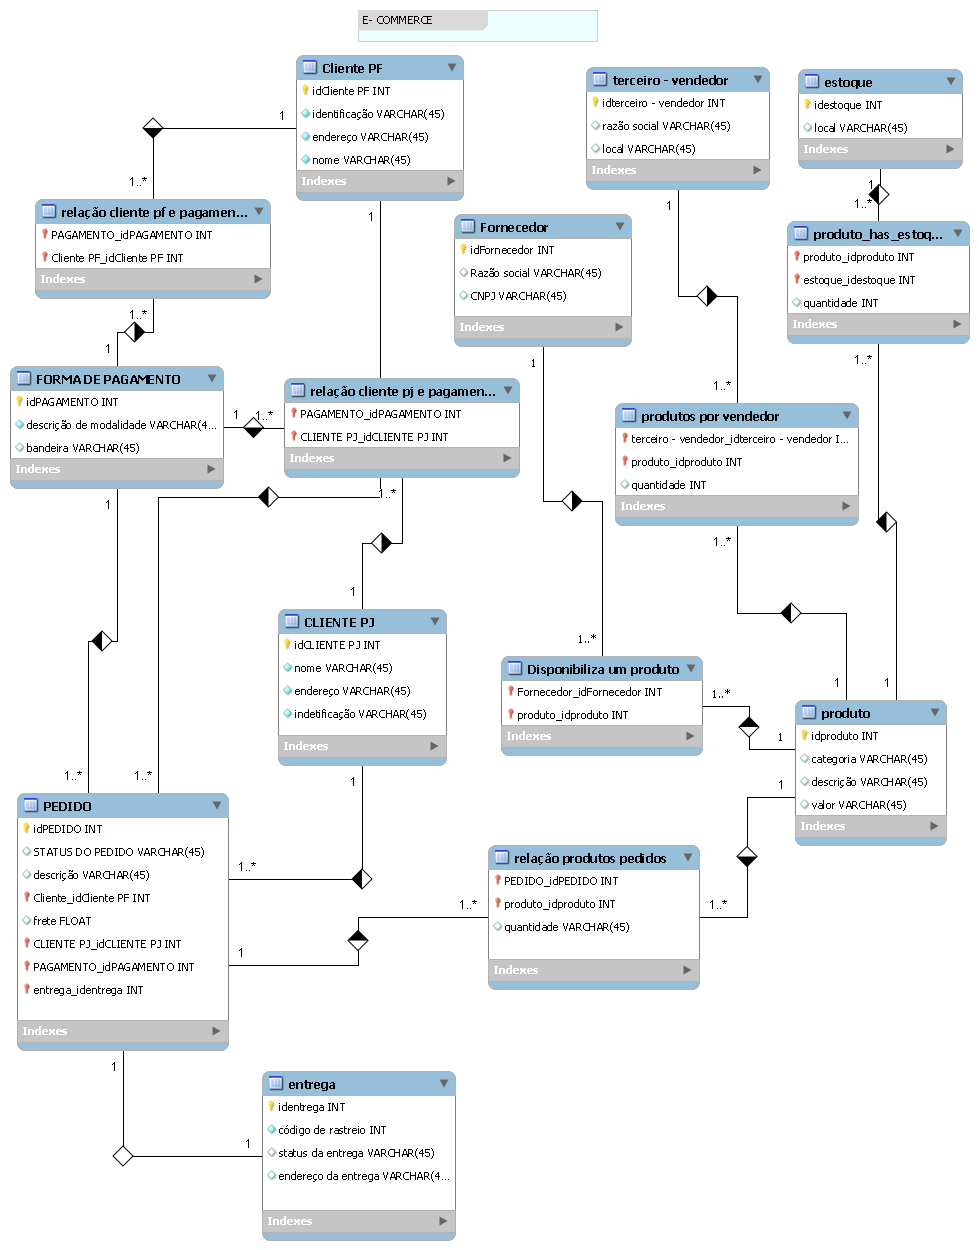 E- COMMERCE
Cliente PF
idCliente PF INT
identificação VARCHAR(45)
endereço VARCHAR(45)
nome VARCHAR(45)
Indexes
terceiro - vendedor
idterceiro - vendedor INT
razão social VARCHAR(45)
local VARCHAR(45)
Indexes
estoque
idestoque INT
local VARCHAR(45)
Indexes
1
1..*
1
1
1
1..*
relação cliente pf e pagamen...
PAGAMENTO_idPAGAMENTO INT
Cliente PF_idCliente PF INT
Indexes
Fornecedor
idFornecedor INT
Razão social VARCHAR(45)
CNPJ VARCHAR(45)
Indexes
produto_has_estoq...
produto_idproduto INT
estoque_idestoque INT
quantidade INT
Indexes
1..*
1
1
1..*
1..*
FORMA DE PAGAMENTO
idPAGAMENTO INT
descrição de modalidade VARCHAR(4...
bandeira VARCHAR(45)
Indexes
1
1..*
relação cliente pj e pagamen...
PAGAMENTO_idPAGAMENTO INT
CLIENTE PJ_idCLIENTE PJ INT
Indexes
produtos por vendedor
terceiro - vendedor_idterceiro - vendedor I...
produto_idproduto INT
quantidade INT
Indexes
1
1..*
1..*
1
1..*
CLIENTE PJ
idCLIENTE PJ INT
nome VARCHAR(45)
endereço VARCHAR(45)
indetificação VARCHAR(45)
Indexes
Disponibiliza um produto
Fornecedor_idFornecedor INT
produto_idproduto INT
Indexes
1
1
1..*
1
produto
idproduto INT
categoria VARCHAR(45)
descrição VARCHAR(45)
valor VARCHAR(45)
Indexes
1..*
1..*
1
1
PEDIDO
idPEDIDO INT
STATUS DO PEDIDO VARCHAR(45)
descrição VARCHAR(45)
Cliente_idCliente PF INT
frete FLOAT
CLIENTE PJ_idCLIENTE PJ INT
PAGAMENTO_idPAGAMENTO INT
entrega_identrega INT
Indexes
1..*
1
1..*
1..*
relação produtos pedidos
PEDIDO_idPEDIDO INT
produto_idproduto INT
quantidade VARCHAR(45)
Indexes
1
1
entrega
identrega INT
código de rastreio INT
status da entrega VARCHAR(45)
endereço da entrega VARCHAR(4...
Indexes